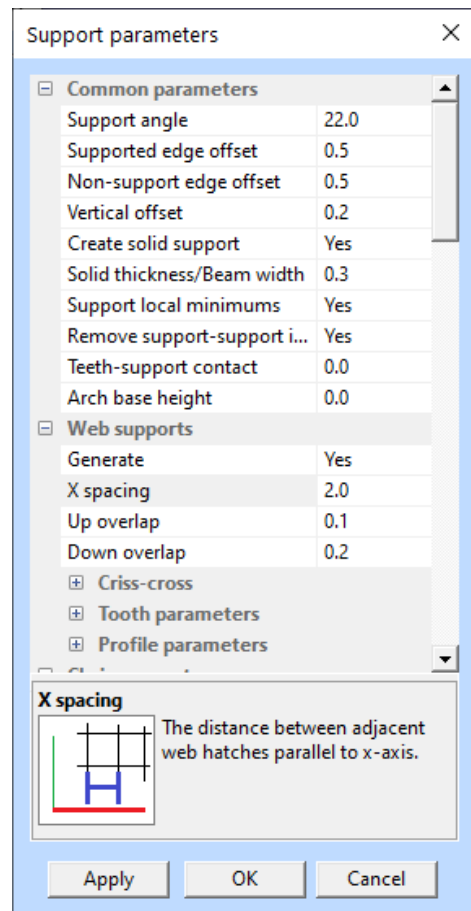 Support parameters
Common parameters
Support angle 22.0
Supported edge offset 0.5
Non-support edge offset 0.5
Vertical offset 0.2
Create solid support Yes
Solid thickness/Beam width 0.3
Support local minimums Yes
Remove support-support i... Yes
Teeth-support contact 0.0
Arch base height 0.0
Web supports
Generate Yes
X spacing 2.0
Up overlap 0.1
Down overlap 0.2
Criss-cross
Tooth parameters
Profile parameters
X spacing
The distance between adjacent
web hatches parallel to x-axis.
Apply OK Cancel